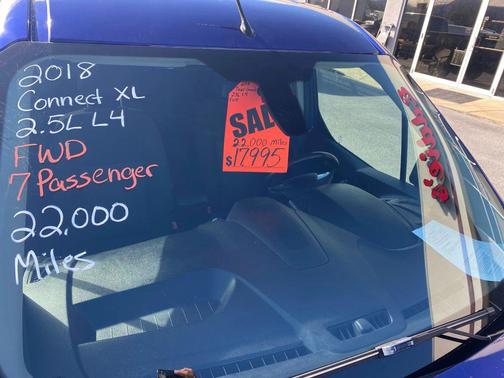 2018
Connect XL
2.5L L4
FWD
7 Passenger
22,000
Miles
SALE
22,000 Miles
$17995